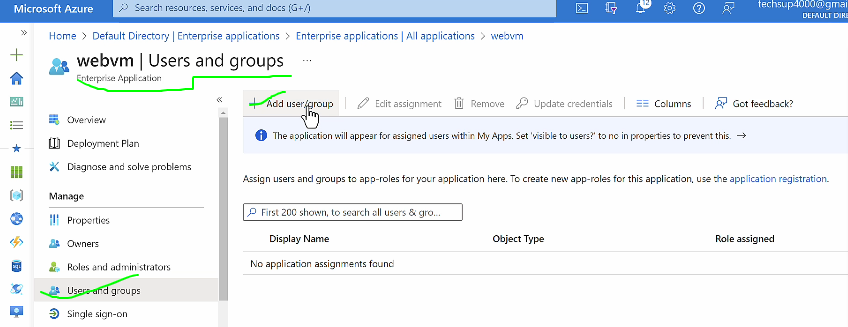 Microsoft Azure
Search resources, services, and docs (G+/)
12
techsup4000@gmai
DEFAULT DIRE
Home > Default Directory | Enterprise applications > Enterprise applications | All applications > webvm
webvm | Users and groups ...
Enterprise Application
Add user/group
Edit assignment
Remove
Update credentials
Columns
Got feedback?
Overview
Deployment Plan
Diagnose and solve problems
Manage
Properties
Owners
Roles and administrators
Users and groups
Single sign-on
The application will appear for assigned users within My Apps. Set 'visible to users?' to no in properties to prevent this. →
Assign users and groups to app-roles for your application here. To create new app-roles for this application, use the application registration.
First 200 shown, to search all users & gro...
Display Name Object Type Role assigned
No application assignments found